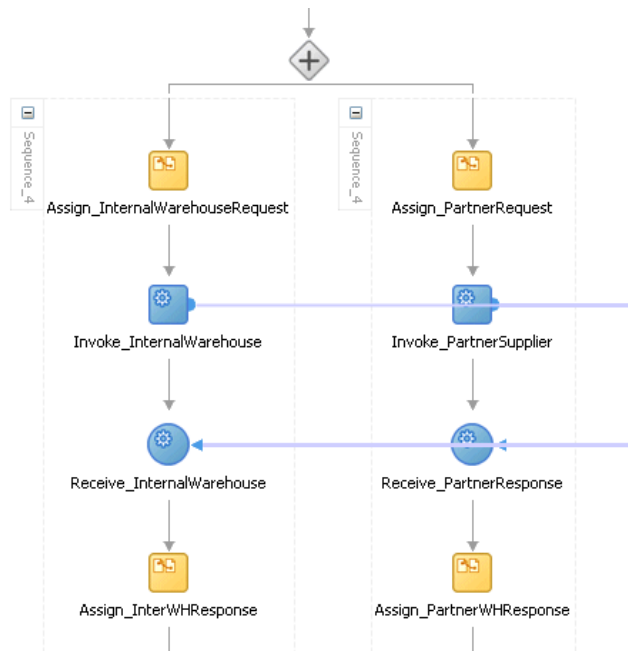 Sequence_4
Sequence_4
Assign_InternalWarehouseRequest
Assign_PartnerRequest
Invoke_InternalWarehouse
Invoke_PartnerSupplier
Receive_InternalWarehouse
Receive_PartnerResponse
Assign_InterWHResponse
Assign_PartnerWHResponse